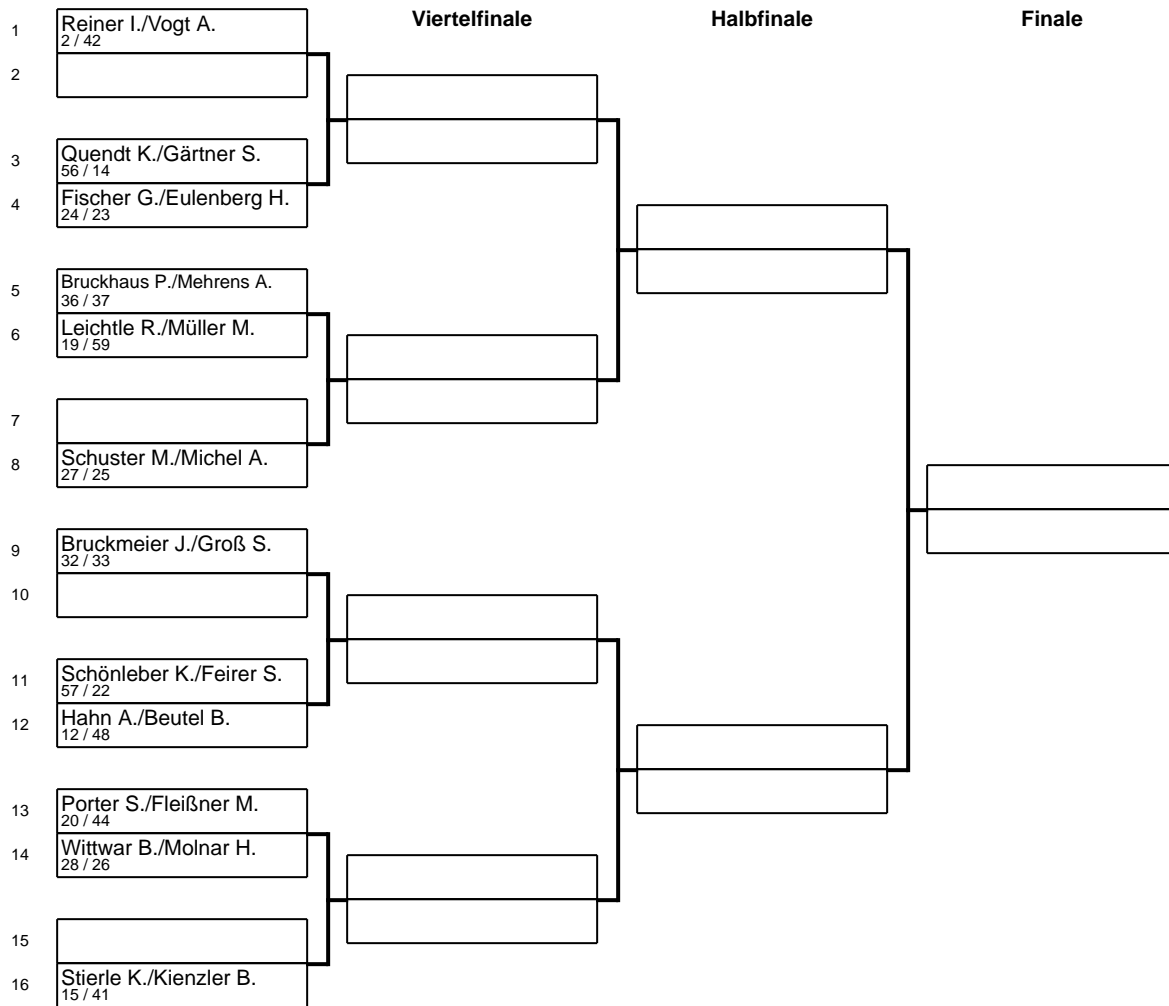 Viertelfinale Halbfinale Finale
1 Reiner I./Vogt A.
2 / 42
2
3 Quendt K./Gärtner S.
56 / 14
4 Fischer G./Eulenberg H.
24 / 23
5 Bruckhaus P./Mehrens A.
36 / 37
6 Leichtle R./Müller M.
19 / 59
7
8 Schuster M./Michel A.
27 / 25
9 Bruckmeier J./Groß S.
32 / 33
10
11 Schönleber K./Feirer S.
57 / 22
12 Hahn A./Beutel B.
12 / 48
13 Porter S./Fleißner M.
20 / 44
14 Wittwar B./Molnar H.
28 / 26
15
16 Stierle K./Kienzler B.
15 / 41